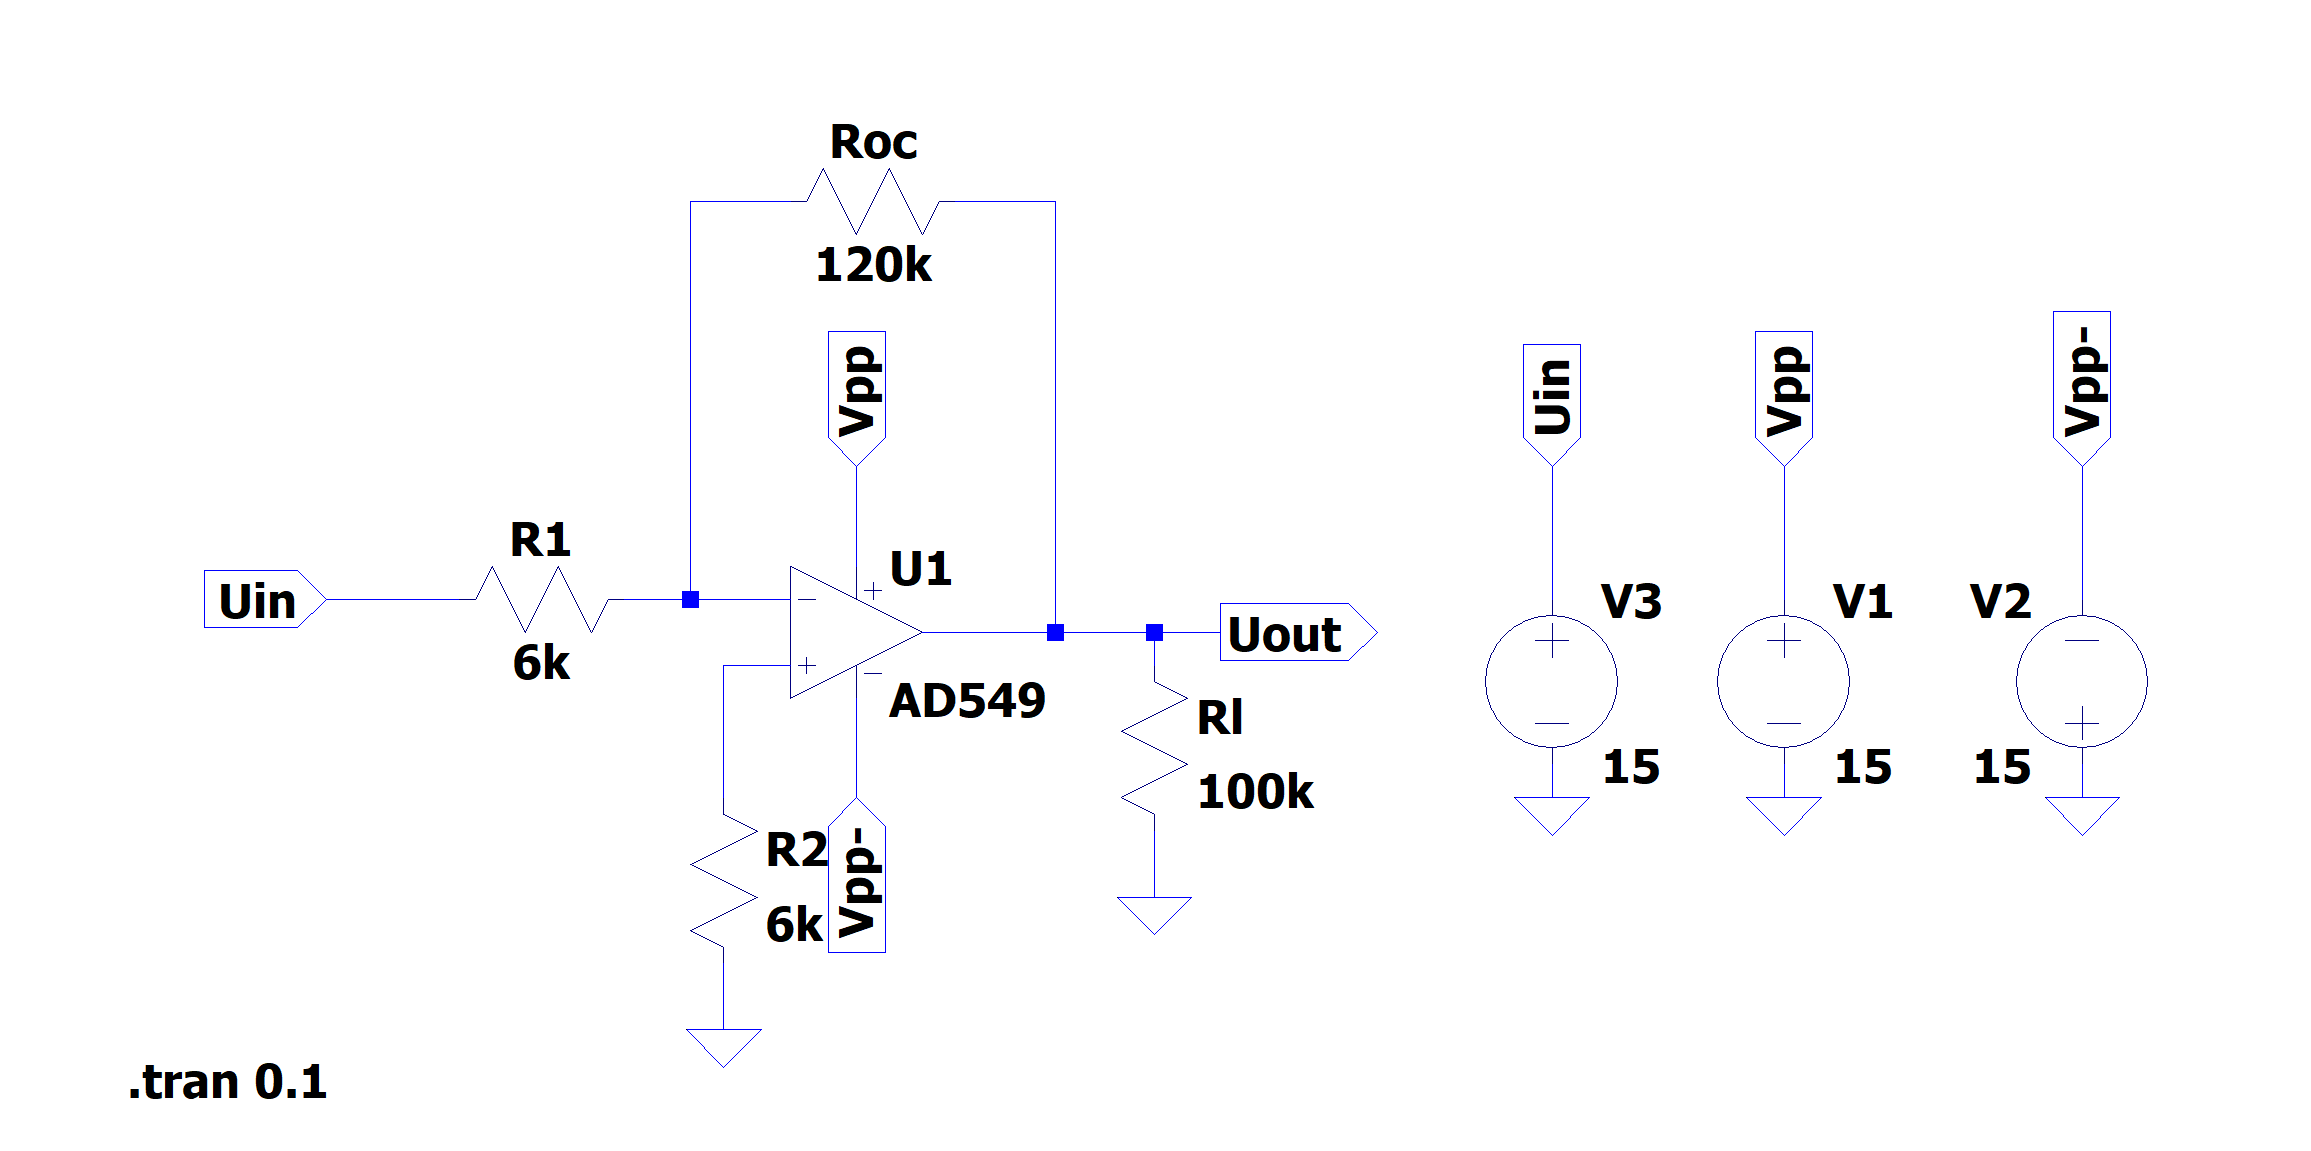 Roc
120k
Vpp
Uin
R1
6k
U1
AD549
Uout
Rl
100k
R2
6k
Vpp-
Uin
V3
15
Vpp
V1
15
Vpp-
V2
15
.tran 0.1